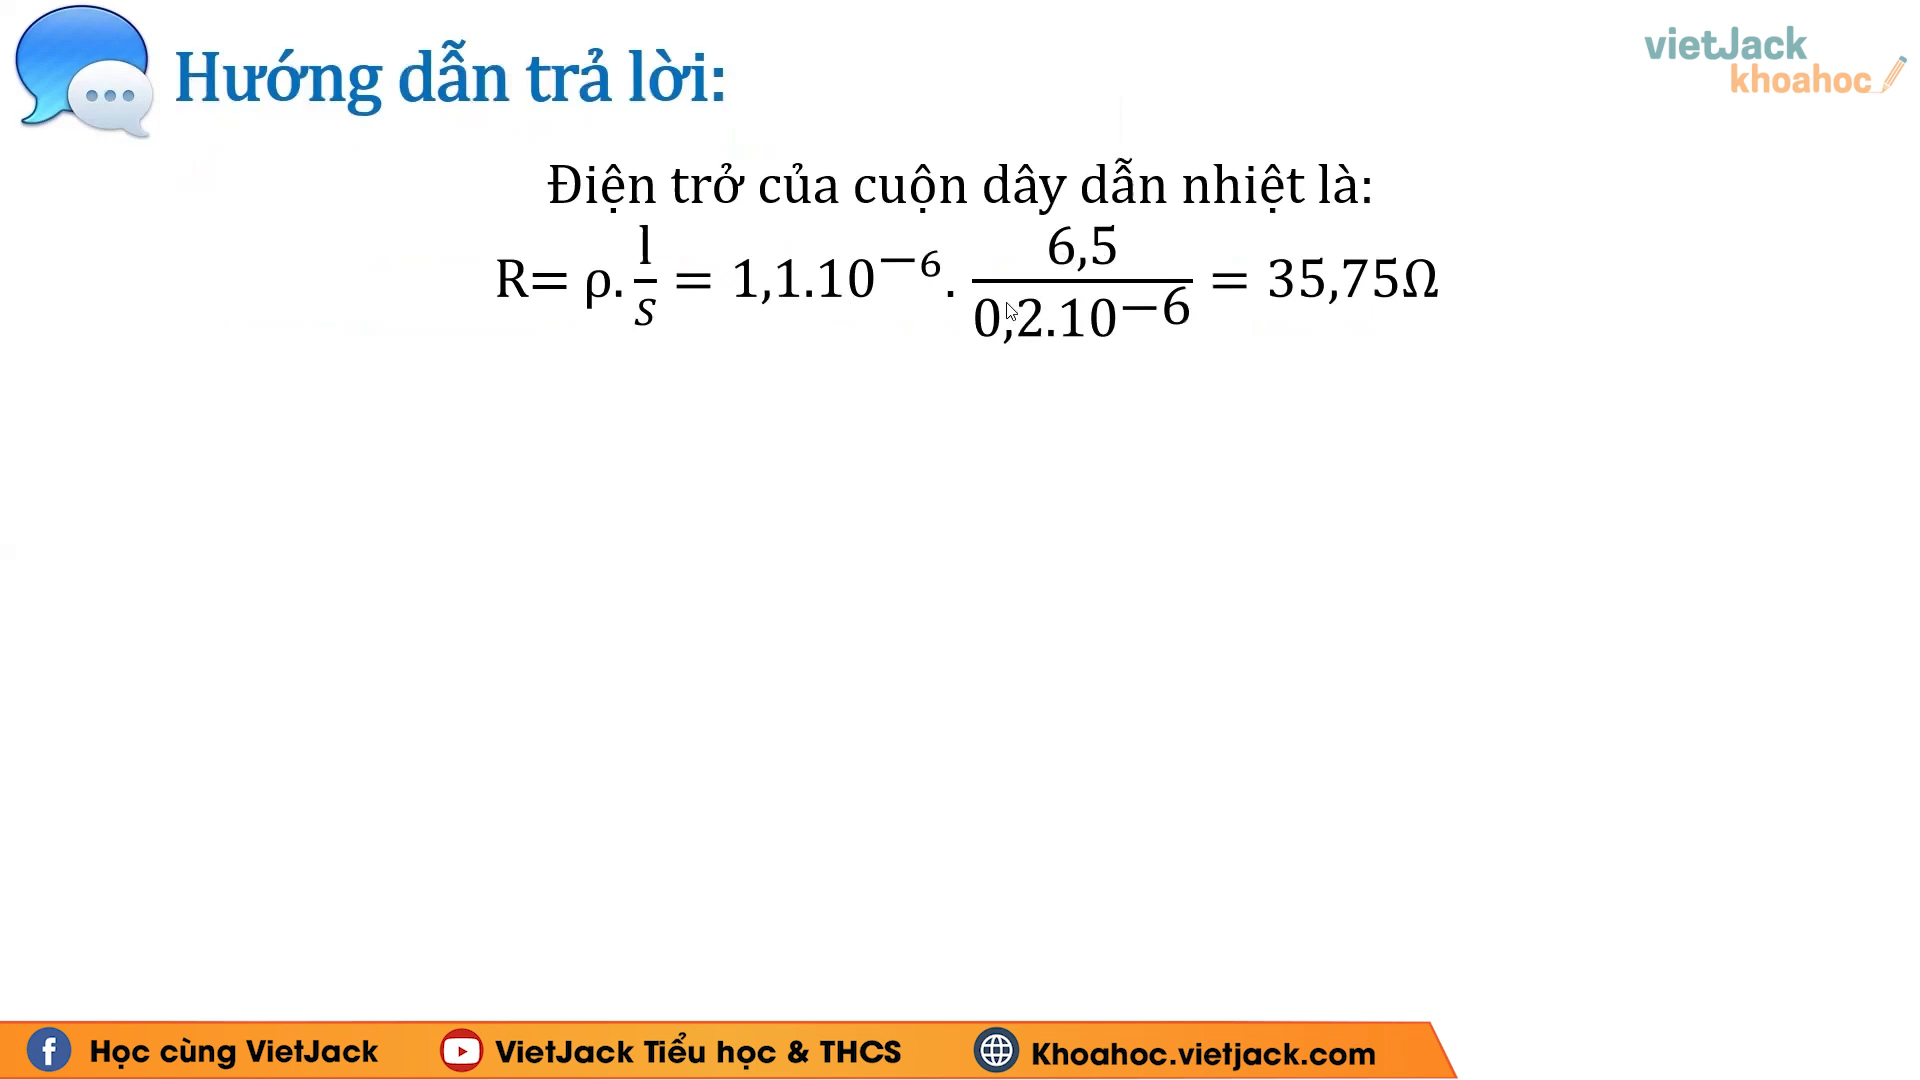 Hướng dẫn trả lời:
vietJack
khoahoc
Điện trở của cuộn dây dẫn nhiệt là:
R= ρ. l/s = 1,1.10⁻⁶. 6,5/0,2.10⁻⁶ = 35,75Ω
Học cùng VietJack
VietJack Tiểu học & THCS
Khoahoc.vietjack.com